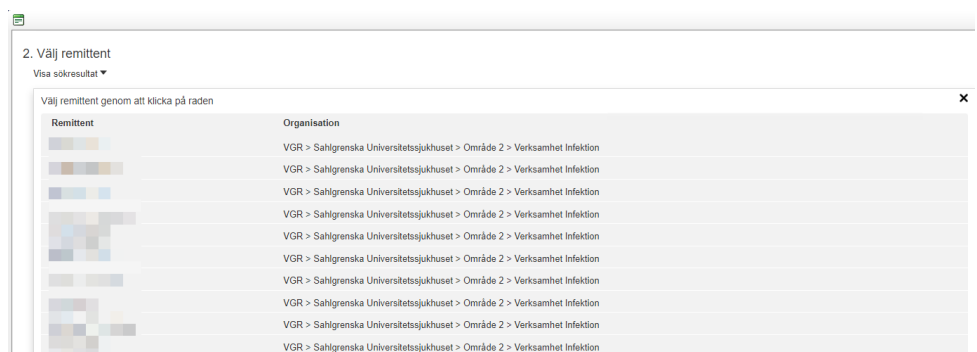 2. Välj remittent
Visa sökresultat
Välj remittent genom att klicka på raden
Remittent Organisation
VGR > Sahlgrenska Universitetssjukhuset > Område 2 > Verksamhet Infektion
VGR > Sahlgrenska Universitetssjukhuset > Område 2 > Verksamhet Infektion
VGR > Sahlgrenska Universitetssjukhuset > Område 2 > Verksamhet Infektion
VGR > Sahlgrenska Universitetssjukhuset > Område 2 > Verksamhet Infektion
VGR > Sahlgrenska Universitetssjukhuset > Område 2 > Verksamhet Infektion
VGR > Sahlgrenska Universitetssjukhuset > Område 2 > Verksamhet Infektion
VGR > Sahlgrenska Universitetssjukhuset > Område 2 > Verksamhet Infektion
VGR > Sahlgrenska Universitetssjukhuset > Område 2 > Verksamhet Infektion
VGR > Sahlgrenska Universitetssjukhuset > Område 2 > Verksamhet Infektion
VGR > Sahlgrenska Universitetssjukhuset > Område 2 > Verksamhet Infektion